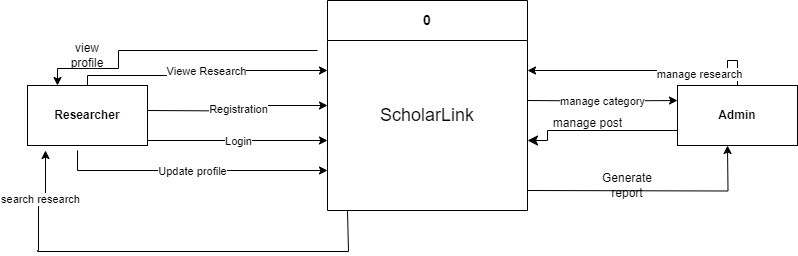 0
view
profile
Viewe Research
manage research
Researcher
Registration
ScholarLink
manage category
Admin
manage post
Login
Update profile
Generate
report
search research